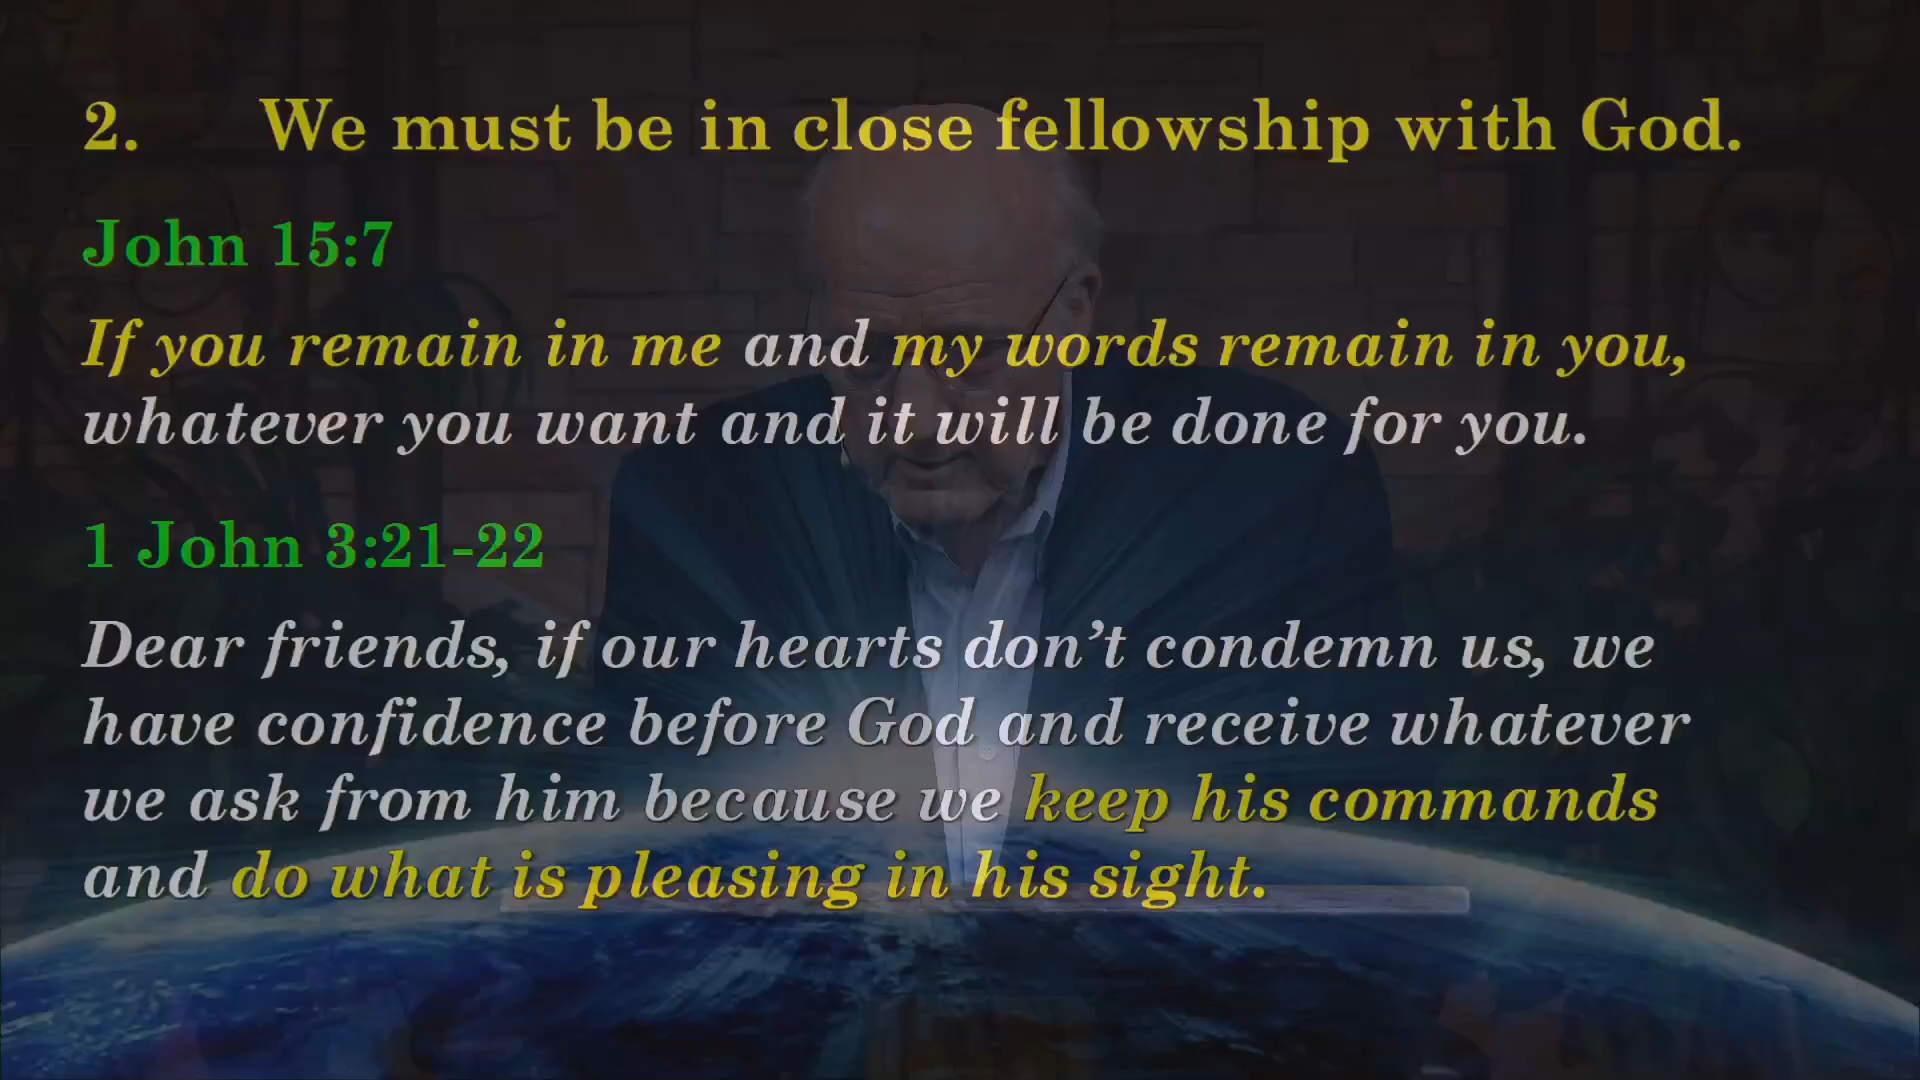 2. We must be in close fellowship with God.
John 15:7
If you remain in me and my words remain in you,
whatever you want and it will be done for you.
1 John 3:21-22
Dear friends, if our hearts don’t condemn us, we
have confidence before God and receive whatever
we ask from him because we keep his commands
and do what is pleasing in his sight.